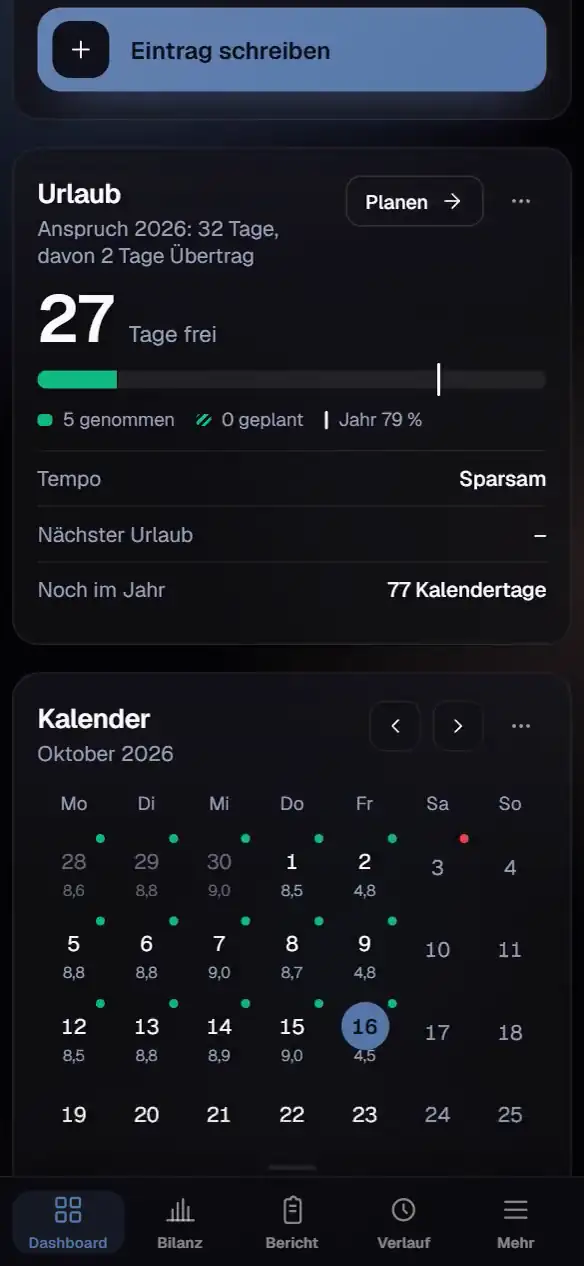 Eintrag schreiben
Urlaub
Planen →
Anspruch 2026: 32 Tage,
davon 2 Tage Übertrag
27 Tage frei
5 genommen 0 geplant Jahr 79 %
Tempo Sparsam
Nächster Urlaub –
Noch im Jahr 77 Kalendertage
Kalender
Oktober 2026
Mo Di Mi Do Fr Sa So
28 29 30 1 2 3 4
8,6 8,8 9,0 8,5 4,8
5 6 7 8 9 10 11
8,8 8,8 9,0 8,7 4,8
12 13 14 15 16 17 18
8,5 8,8 8,9 9,0 4,5
19 20 21 22 23 24 25
Dashboard Bilanz Bericht Verlauf Mehr